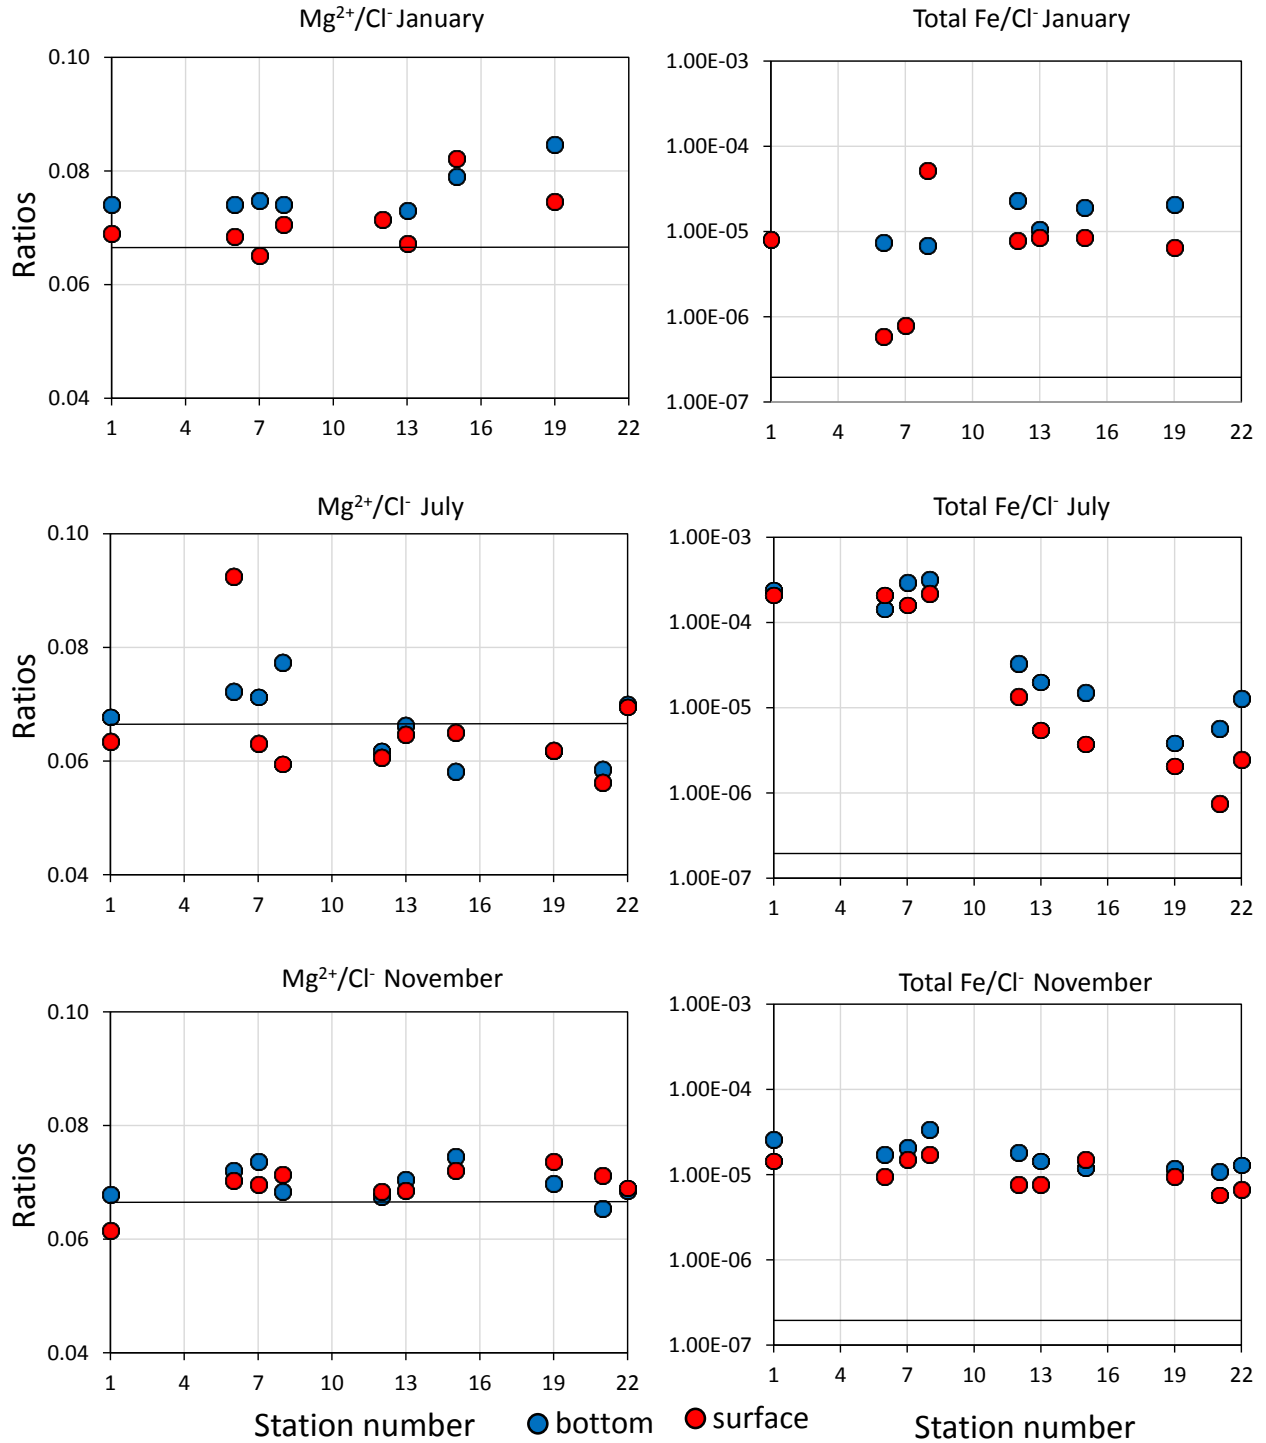 Mg²⁺/Cl⁻ January
0.10
0.08
0.06
0.04
Ratios
1 4 7 10 13 16 19 22
Total Fe/Cl⁻ January
1.00E-03
1.00E-04
1.00E-05
1.00E-06
1.00E-07
1 4 7 10 13 16 19 22
Mg²⁺/Cl⁻ July
0.10
0.08
0.06
0.04
Ratios
1 4 7 10 13 16 19 22
Total Fe/Cl⁻ July
1.00E-03
1.00E-04
1.00E-05
1.00E-06
1.00E-07
1 4 7 10 13 16 19 22
Mg²⁺/Cl⁻ November
0.10
0.08
0.06
0.04
Ratios
1 4 7 10 13 16 19 22
Station number
Total Fe/Cl⁻ November
1.00E-03
1.00E-04
1.00E-05
1.00E-06
1.00E-07
1 4 7 10 13 16 19 22
Station number
bottom surface